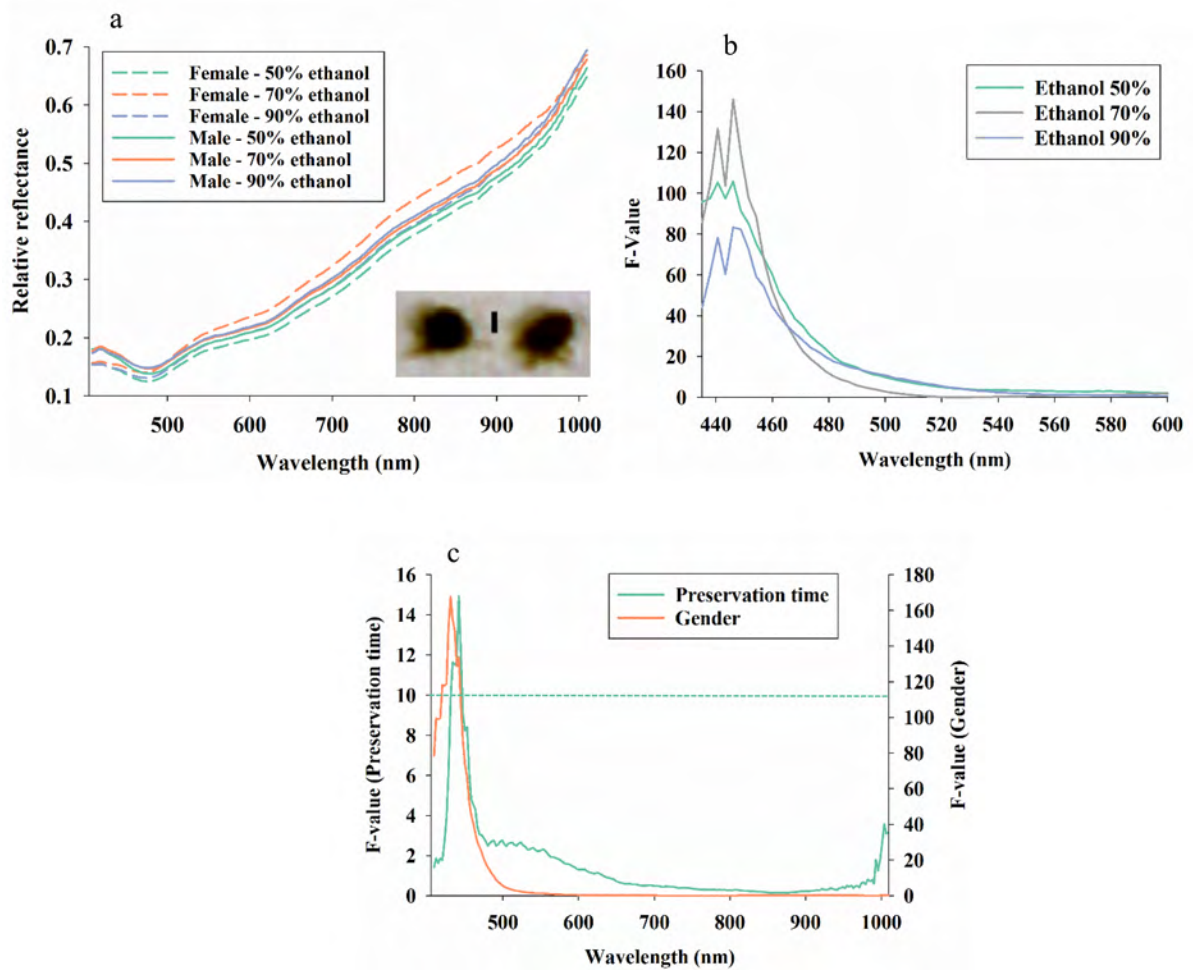 a
0.7
0.6
0.5
0.4
0.3
0.2
0.1
Relative reflectance
Female - 50% ethanol
Female - 70% ethanol
Female - 90% ethanol
Male - 50% ethanol
Male - 70% ethanol
Male - 90% ethanol
500 600 700 800 900 1000
Wavelength (nm)
b
160
140
120
100
80
60
40
20
0
F-Value
Ethanol 50%
Ethanol 70%
Ethanol 90%
440 460 480 500 520 540 560 580 600
Wavelength (nm)
c
16
14
12
10
8
6
4
2
0
F-value (Preservation time)
Preservation time
Gender
180
160
140
120
100
80
60
40
20
0
F-value (Gender)
500 600 700 800 900 1000
Wavelength (nm)